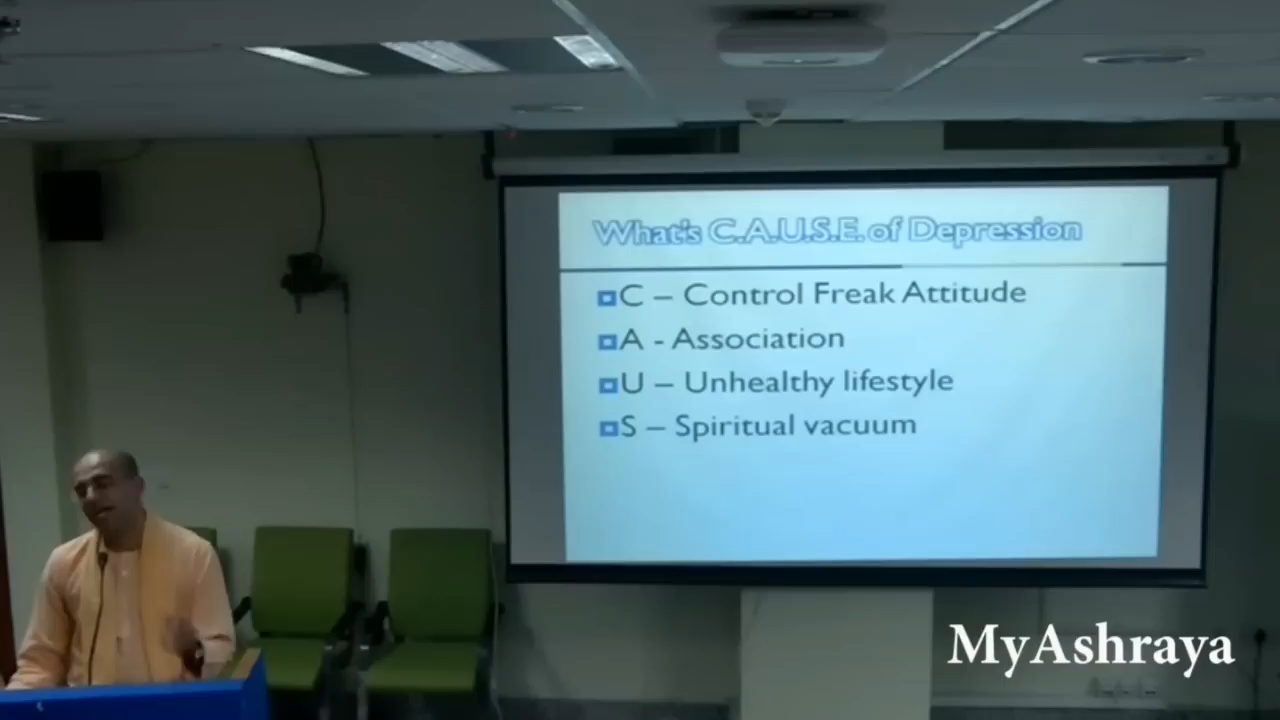 What's C.A.U.S.E. of Depression
C – Control Freak Attitude
A - Association
U – Unhealthy lifestyle
S – Spiritual vacuum
MyAshraya